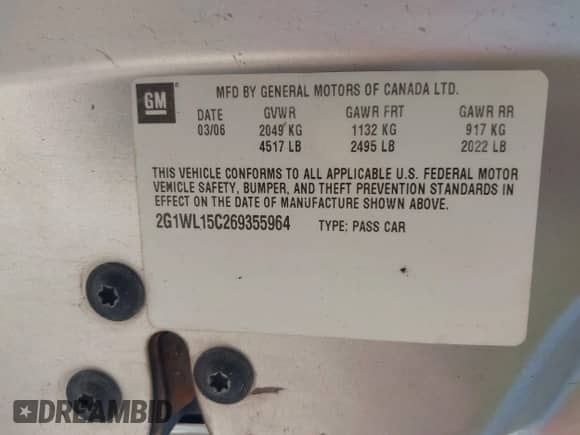 GM
MFD BY GENERAL MOTORS OF CANADA LTD.
DATE GVWR GAWR FRT GAWR RR
03/06 2049 KG 1132 KG 917 KG
4517 LB 2495 LB 2022 LB
THIS VEHICLE CONFORMS TO ALL APPLICABLE U.S. FEDERAL MOTOR
VEHICLE SAFETY, BUMPER, AND THEFT PREVENTION STANDARDS IN
EFFECT ON THE DATE OF MANUFACTURE SHOWN ABOVE.
2G1WL15C269355964 TYPE: PASS CAR
DREAMBID